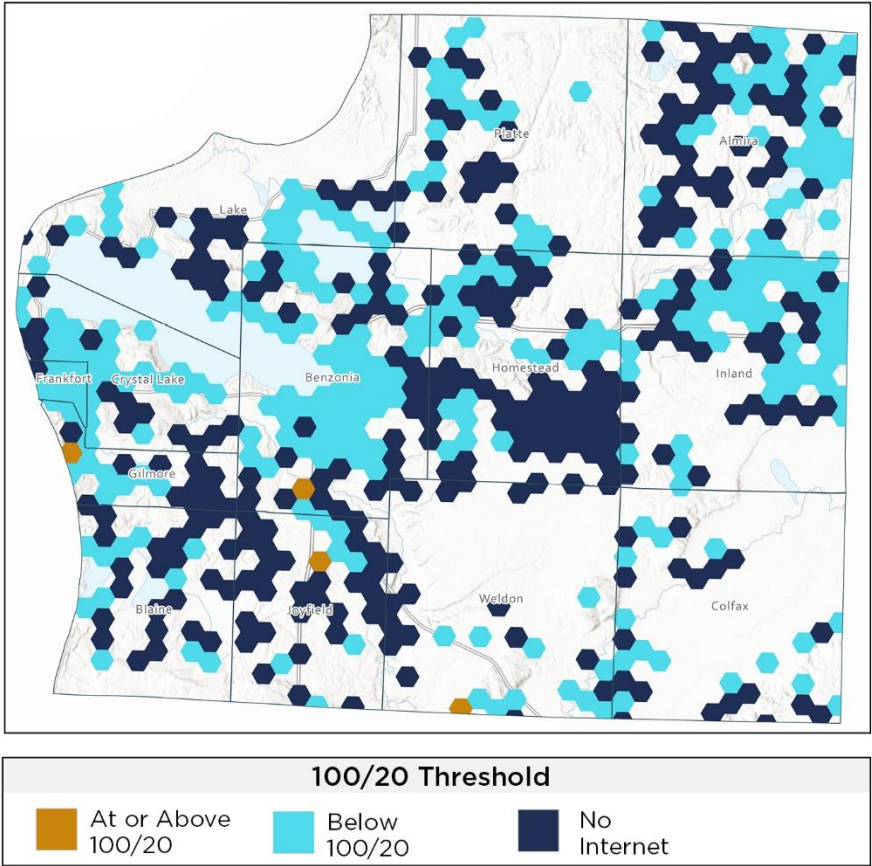 Platte
Almira
Lake
Frankfort
Crystal Lake
Benzonia
Homestead
Inland
Gilmore
Blaine
Joyfield
Weldon
Colfax
100/20 Threshold
At or Above
100/20
Below
100/20
No
Internet